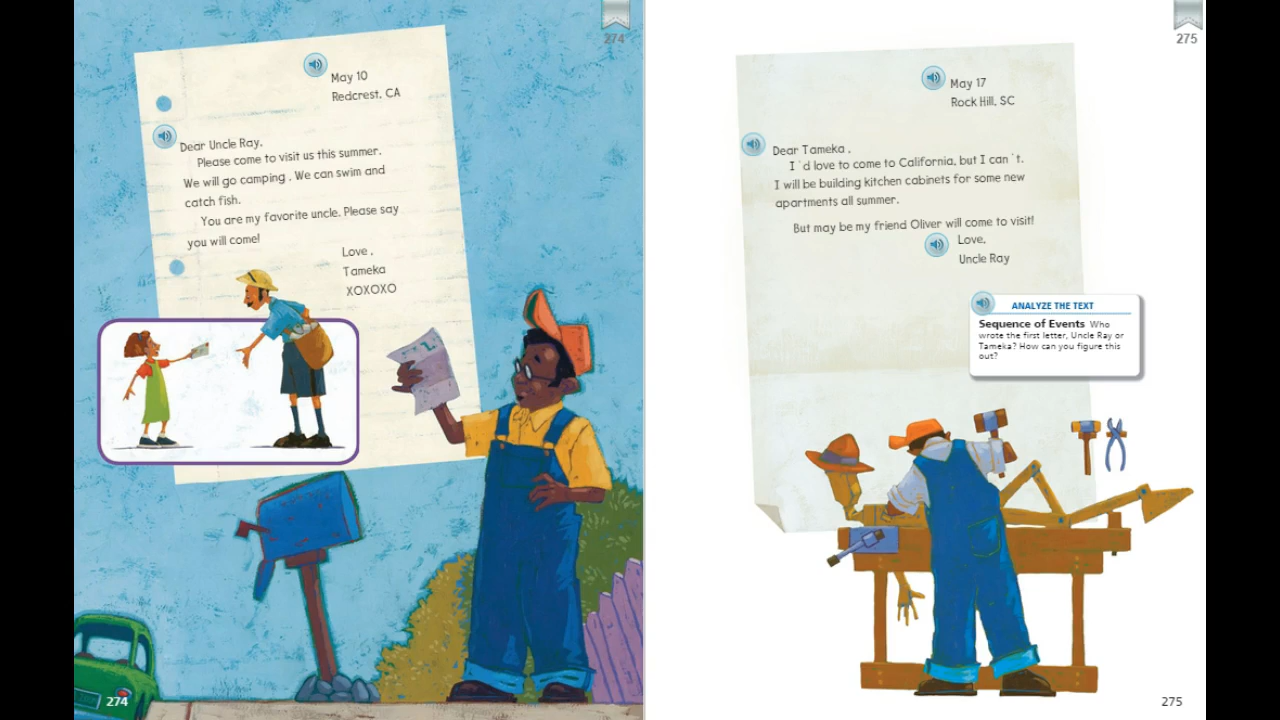 274
May 10
Redcrest, CA
Dear Uncle Ray,
Please come to visit us this summer.
We will go camping . We can swim and
catch fish.
You are my favorite uncle. Please say
you will come!
Love ,
Tameka
XOXOXO
274
275
May 17
Rock Hill, SC
Dear Tameka ,
I ' d love to come to California, but I can ' t.
I will be building kitchen cabinets for some new
apartments all summer.
But may be my friend Oliver will come to visit!
Love,
Uncle Ray
ANALYZE THE TEXT
Sequence of Events Who
wrote the first letter, Uncle Ray or
Tameka? How can you figure this
out?
275